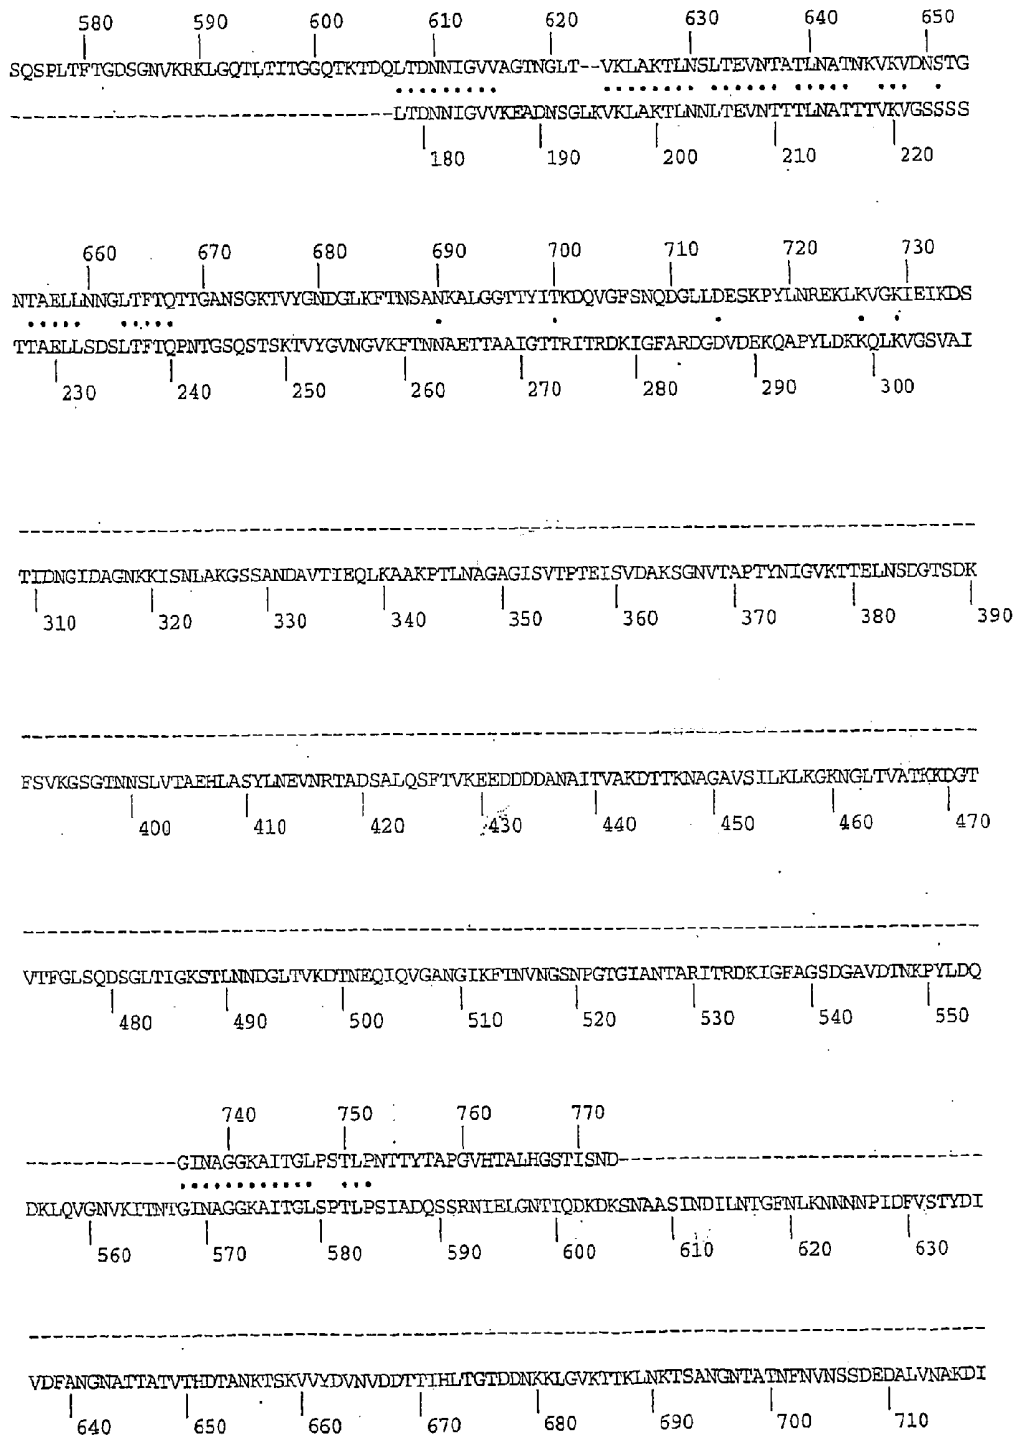 580 590 600 610 620 630 640 650
SQSPLTFTGDSGNVKRKLGQTLTITGGQTKTDQLTDNNIGVVAGTNGLT--VKLAKTLNSLTEVNTATLNATNKVKVDNSTG
---------------------------------LTDNNIGVVKEADNSGLKVKLAKTLNNLTEVNTTTLNATTTVKVGSSSS
180 190 200 210 220
660 670 680 690 700 710 720 730
NTAELLNNGLTFTQTTGANSGKTVYGNDGLKFTNSANKALGGTTYITKDQVGFSNQDGLLDESKPYLNREKLKVGKIEIKDS
TTAELLSDSLTFTQPNTGSQSTSKTVYGVNGVKFTNNAETTAAIGTTRITRDKIGFARDGDVDEKQAPYLDKKQLKVGSVAI
230 240 250 260 270 280 290 300
----------------------------------------------------------------------------------
TIDNGIDAGNKKISNLAKGSSANDAVTIEQLKAAKPTLNAGAGISVTPTEISVDAKSGNVTAPTYNIGVKTTELNSDGTSDK
310 320 330 340 350 360 370 380 390
----------------------------------------------------------------------------------
FSVKGSGTNNSLVTAEHLASYLNEVNRTADSALQSFTVKEEDDDDANAITVAKDTTKNAGAVSILKLKGKNGLTVATKKDGT
400 410 420 430 440 450 460 470
----------------------------------------------------------------------------------
VTFGLSQDSGLTIGKSTLNNDGLTVKDTNEQIQVGANGIKFTNVNGSNPGTGIANTARITRDKIGFAGSDGAVDTNKPYLDQ
480 490 500 510 520 530 540 550
740 750 760 770
-------------GINAGGKAITGLPSTLPNTTYTAPGVHTALHGSTISND-------------------------------
DKLQVGNVKITNTGINAGGKAITGLSPTLPSIADQSSRNIELGNTIQDKDKSNAASINDILNTGFNLKNNNNPIDFVSTYDI
560 570 580 590 600 610 620 630
----------------------------------------------------------------------------------
VDFANGNATTATVTHDTANKTSKVVYDVNVDDTTIHLTGTDDNKKLGVKTTKLNKTSANGNTATNFNVNSSDEDALVNAKDI
640 650 660 670 680 690 700 710